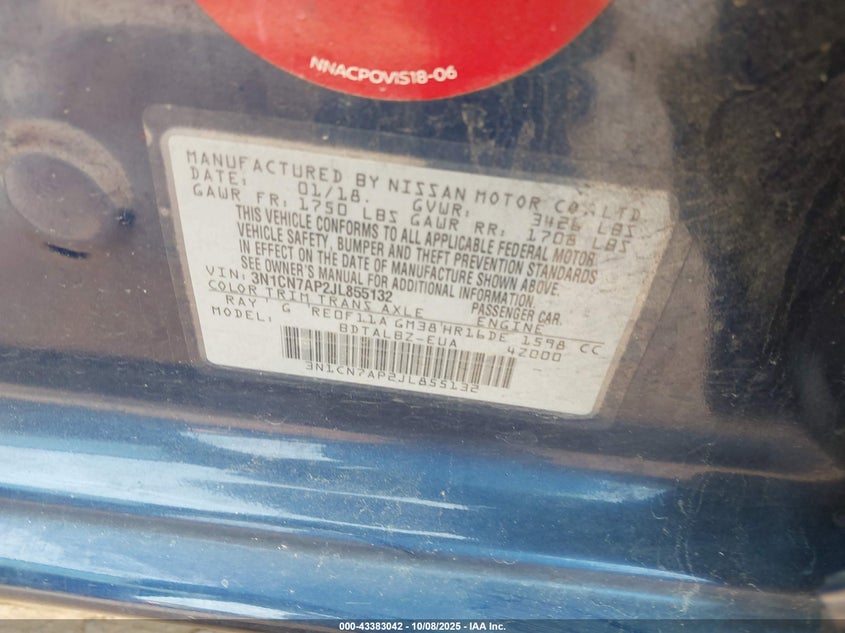 NNACPOVIS18-06
MANUFACTURED BY NISSAN MOTOR CO.,LTD.
DATE: 01/18. GVWR: 3426 LBS
GAWR FR: 1750 LBS GAWR RR: 1708 LBS
THIS VEHICLE CONFORMS TO ALL APPLICABLE FEDERAL MOTOR
VEHICLE SAFETY, BUMPER AND THEFT PREVENTION STANDARDS
IN EFFECT ON THE DATE OF MANUFACTURE SHOWN ABOVE.
SEE OWNER'S MANUAL FOR ADDITIONAL INFORMATION.
VIN: 3N1CN7AP2JL855132 PASSENGER CAR.
COLOR TRIM TRANS AXLE ENGINE
RAY G RE0F11A GM38 HR16DE 1598 CC
MODEL: BDTALBZ-EUA 42000
3N1CN7AP2JL855132
000-43383042 - 10/08/2025 - IAA Inc.